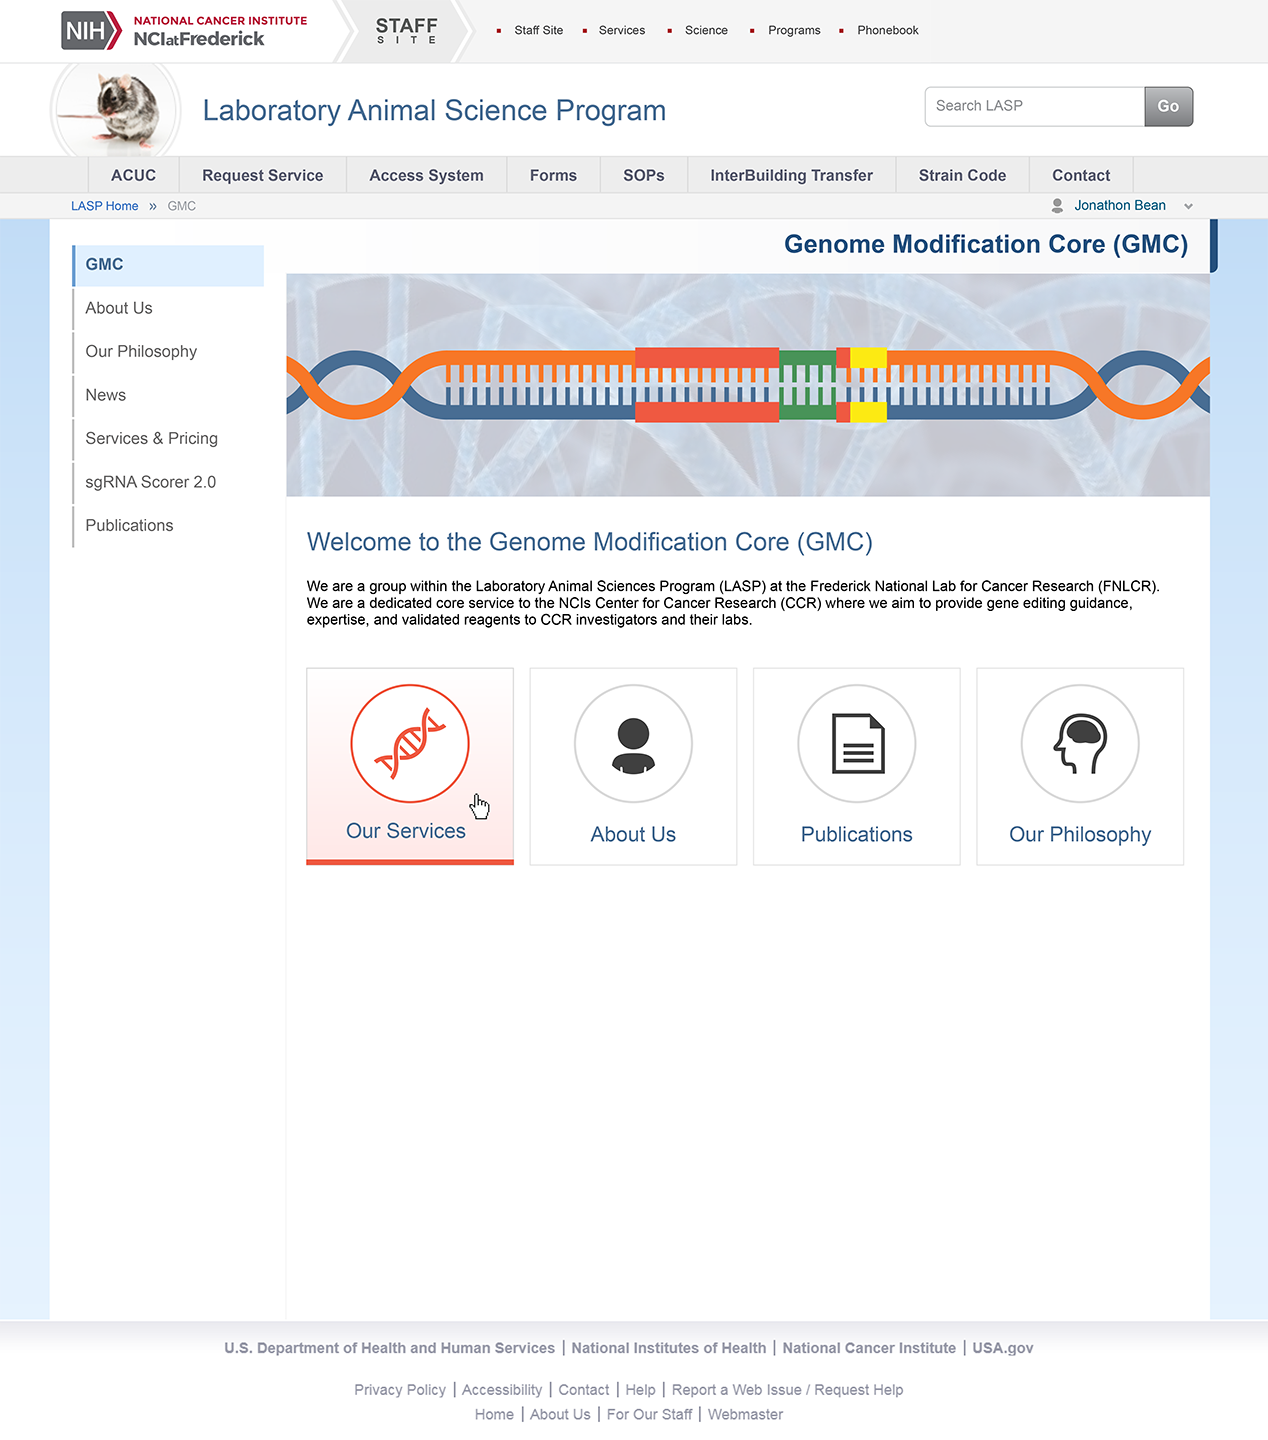 NIH NATIONAL CANCER INSTITUTE
NCIatFrederick
STAFF
SITE
Staff Site
Services
Science
Programs
Phonebook
Laboratory Animal Science Program
Search LASP
Go
ACUC
Request Service
Access System
Forms
SOPs
InterBuilding Transfer
Strain Code
Contact
LASP Home » GMC
Jonathon Bean
Genome Modification Core (GMC)
GMC
About Us
Our Philosophy
News
Services & Pricing
sgRNA Scorer 2.0
Publications
Welcome to the Genome Modification Core (GMC)
We are a group within the Laboratory Animal Sciences Program (LASP) at the Frederick National Lab for Cancer Research (FNLCR).
We are a dedicated core service to the NCIs Center for Cancer Research (CCR) where we aim to provide gene editing guidance,
expertise, and validated reagents to CCR investigators and their labs.
Our Services
About Us
Publications
Our Philosophy
U.S. Department of Health and Human Services | National Institutes of Health | National Cancer Institute | USA.gov
Privacy Policy | Accessibility | Contact | Help | Report a Web Issue / Request Help
Home | About Us | For Our Staff | Webmaster